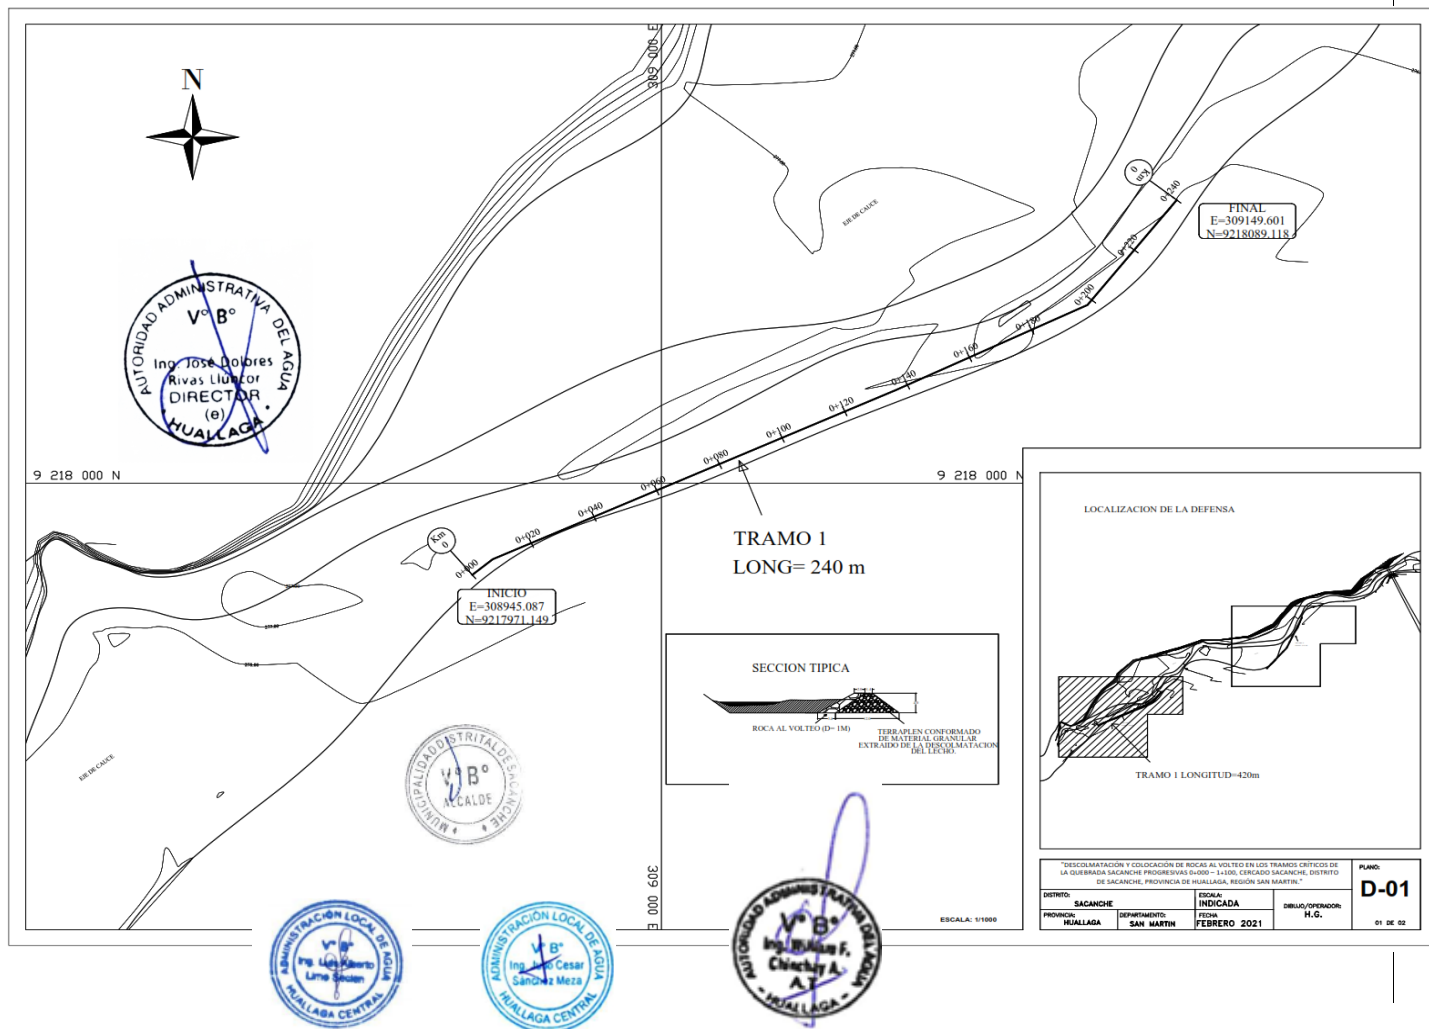 309 000 E
N
0+240
Km
0
EJE DE CAUCE
FINAL
E=309149.601
N=9218089.118
0+220
0+200
0+180
0+160
0+140
0+120
0+100
0+080
0+060
0+040
0+020
0+000
AUTORIDAD ADMINISTRATIVA DEL AGUA
V° B°
Ing. José Dolores
Rivas Lluncor
DIRECTOR
(e)
HUALLAGA
9 218 000 N
9 218 000 N
Km
0
INICIO
E=308945.087
N=9217971.149
TRAMO 1
LONG= 240 m
LOCALIZACION DE LA DEFENSA
TRAMO 1 LONGITUD=420m
SECCION TIPICA
ROCA AL VOLTEO (D= 1M)
TERRAPLEN CONFORMADO
DE MATERIAL GRANULAR
EXTRAIDO DE LA DESCOLMATACION
DEL LECHO.
EJE DE CAUCE
MUNICIPALIDAD DISTRITAL DE SACANCHE
V° B°
ALCALDE
309 000 E
ESCALA: 1/1000
"DESCOLMATACIÓN Y COLOCACIÓN DE ROCAS AL VOLTEO EN LOS TRAMOS CRÍTICOS DE
LA QUEBRADA SACANCHE PROGRESIVAS 0+000 – 1+100, CERCADO SACANCHE, DISTRITO
DE SACANCHE, PROVINCIA DE HUALLAGA, REGIÓN SAN MARTIN."
PLANO:
D-01
01 DE 02
DISTRITO:
SACANCHE
ESCALA:
INDICADA
DIBUJO/OPERADOR:
H.G.
PROVINCIA:
HUALLAGA
DEPARTAMENTO:
SAN MARTIN
FECHA
FEBRERO 2021
ADMINISTRACIÓN LOCAL DE AGUA
V° B°
Ing. Luis Alberto
Lima
HUALLAGA CENTRAL
ADMINISTRACIÓN LOCAL DE AGUA
V° B°
Ing. Julio Cesar
Sánchez Meza
HUALLAGA CENTRAL
AUTORIDAD ADMINISTRATIVA DEL AGUA
V° B°
Ing. William F.
Chinchay A.
A.T
HUALLAGA